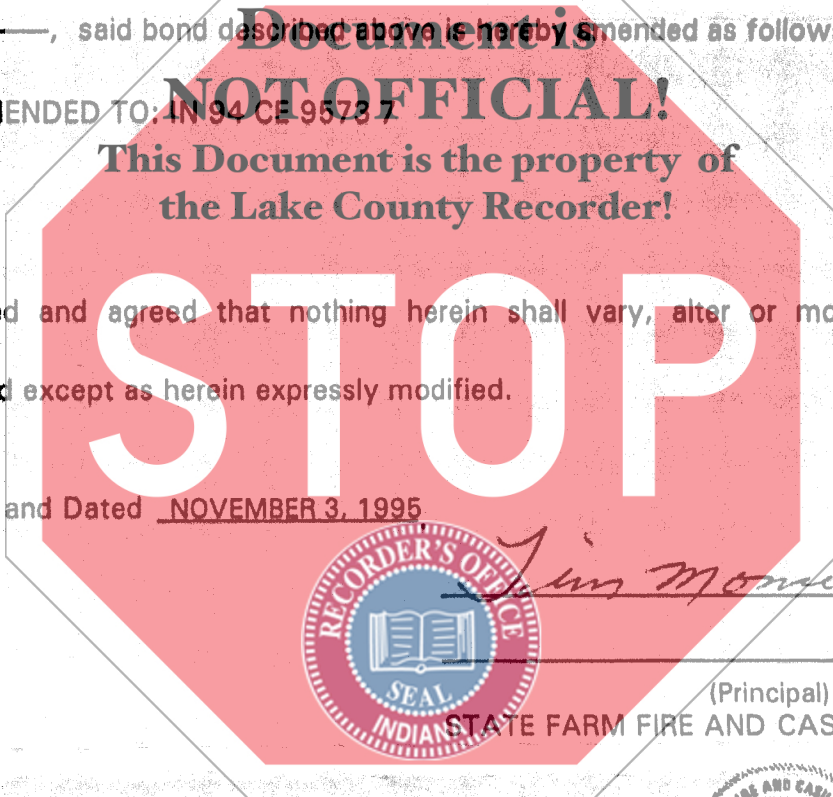 , said bond described above is hereby amended as follow
Document is
ENDED TO: IN 94 CE 9573 7
NOT OFFICIAL!
This Document is the property of
the Lake County Recorder!
STOP
d and agreed that nothing herein shall vary, alter or mo
d except as herein expressly modified.
and Dated NOVEMBER 3, 1995
RECORDER'S OFFICE
SEAL
INDIANA
Tim
(Principal)
STATE FARM FIRE AND CAS
AND CASU